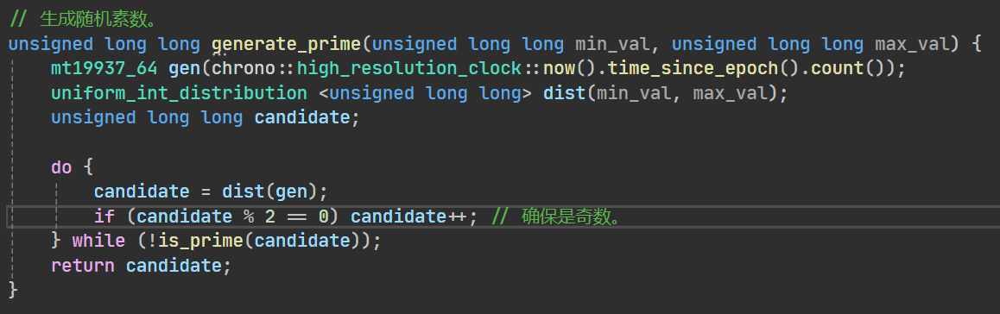 // 生成随机素数。
unsigned long long generate_prime(unsigned long long min_val, unsigned long long max_val) {
    mt19937_64 gen(chrono::high_resolution_clock::now().time_since_epoch().count());
    uniform_int_distribution <unsigned long long> dist(min_val, max_val);
    unsigned long long candidate;

    do {
        candidate = dist(gen);
        if (candidate % 2 == 0) candidate++; // 确保是奇数。
    } while (!is_prime(candidate));
    return candidate;
}